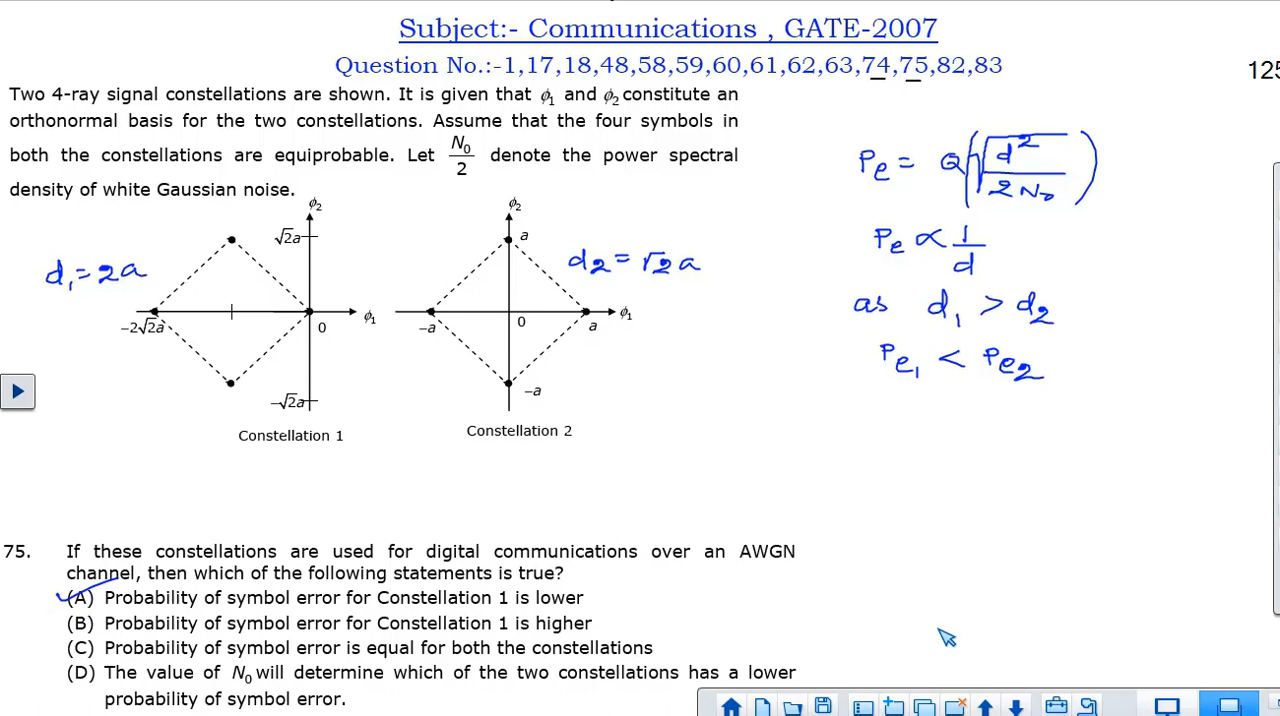 Subject:- Communications , GATE-2007
Question No.:-1,17,18,48,58,59,60,61,62,63,74,75,82,83
125
Two 4-ray signal constellations are shown. It is given that ϕ₁ and ϕ₂ constitute an
orthonormal basis for the two constellations. Assume that the four symbols in
both the constellations are equiprobable. Let N₀/2 denote the power spectral
density of white Gaussian noise.
ϕ₂
√2a
d₁ = 2a
-2√2a
0
ϕ₁
-√2a
Constellation 1
ϕ₂
a
d₂ = √2a
-a
0
a
ϕ₁
-a
Constellation 2
Pe = Q(√(d²/2N₀))
Pe ∝ 1/d
as d₁ > d₂
Pe₁ < Pe₂
75. If these constellations are used for digital communications over an AWGN
channel, then which of the following statements is true?
(A) Probability of symbol error for Constellation 1 is lower
(B) Probability of symbol error for Constellation 1 is higher
(C) Probability of symbol error is equal for both the constellations
(D) The value of N₀ will determine which of the two constellations has a lower
probability of symbol error.